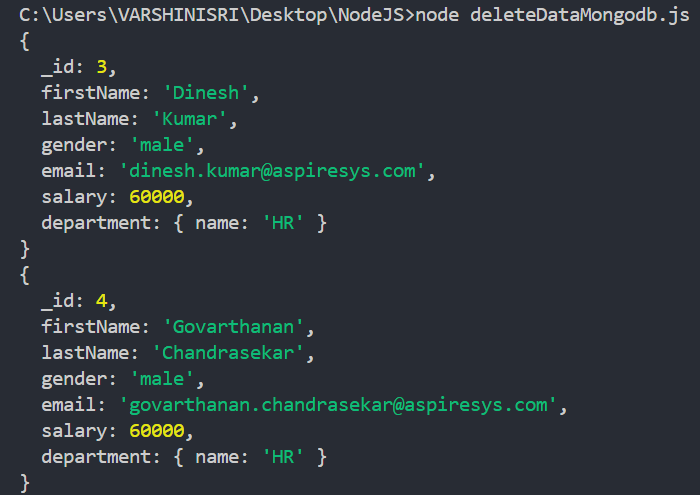 C:\Users\VARSHINISRI\Desktop\NodeJS>node deleteDataMongodb.js
{
  _id: 3,
  firstName: 'Dinesh',
  lastName: 'Kumar',
  gender: 'male',
  email: 'dinesh.kumar@aspiresys.com',
  salary: 60000,
  department: { name: 'HR' }
}
{
  _id: 4,
  firstName: 'Govarthanan',
  lastName: 'Chandrasekar',
  gender: 'male',
  email: 'govarthanan.chandrasekar@aspiresys.com',
  salary: 60000,
  department: { name: 'HR' }
}